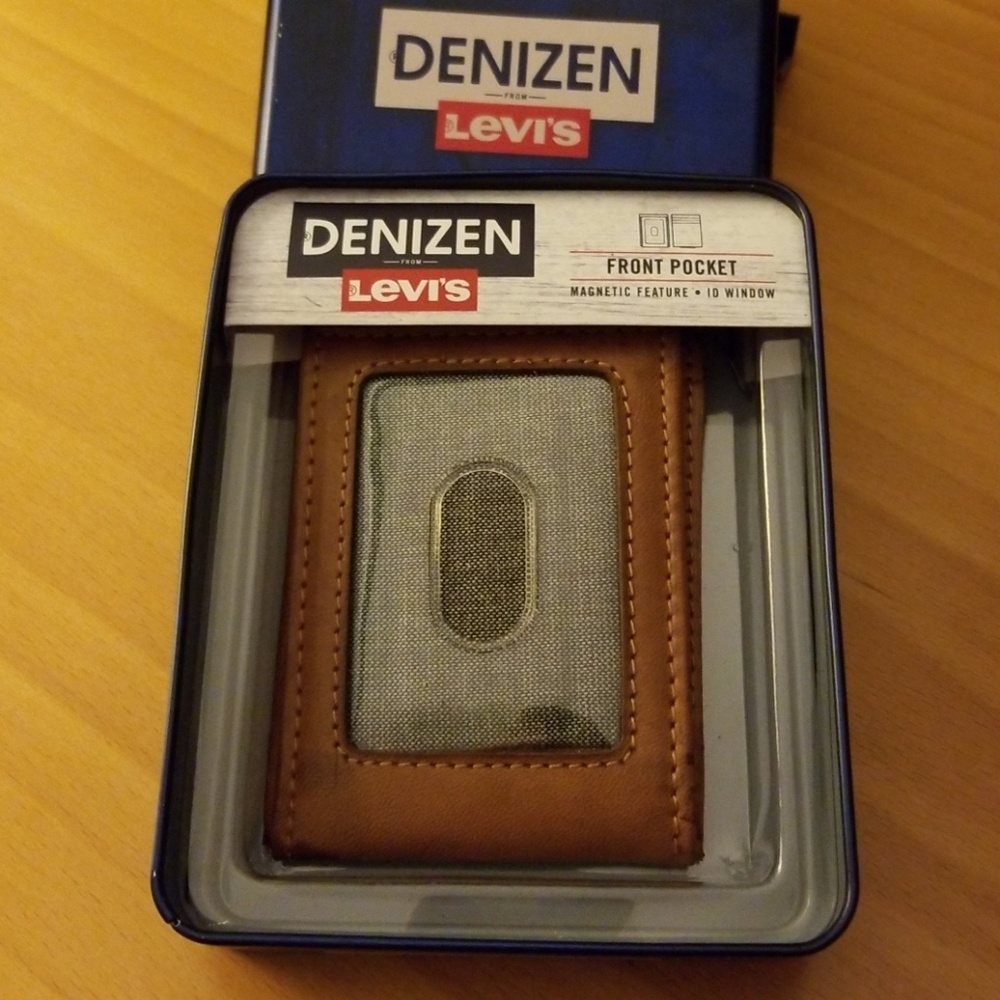 DENIZEN
FROM
Levi's
DENIZEN
FROM
Levi's
FRONT POCKET
MAGNETIC FEATURE • ID WINDOW